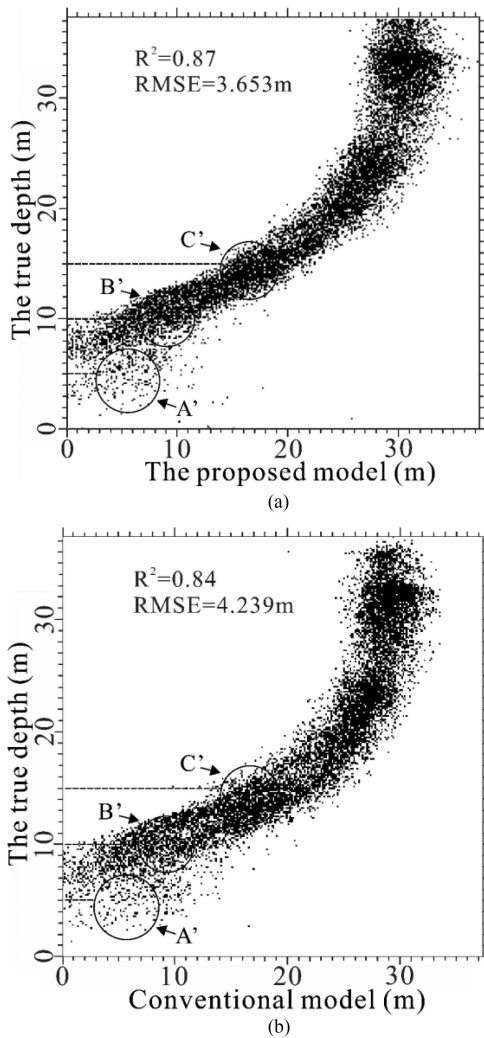 R²=0.87
RMSE=3.653m
The true depth (m)
30
20
10
0
C'
B'
A'
0 10 20 30
The proposed model (m)
(a)
R²=0.84
RMSE=4.239m
The true depth (m)
30
20
10
0
C'
B'
A'
0 10 20 30
Conventional model (m)
(b)